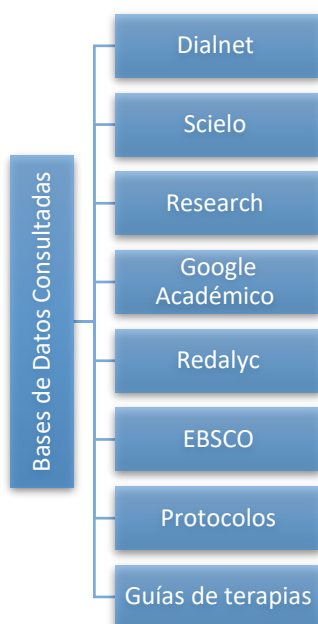 Bases de Datos Consultadas
Dialnet
Scielo
Research
Google
Académico
Redalyc
EBSCO
Protocolos
Guías de terapias